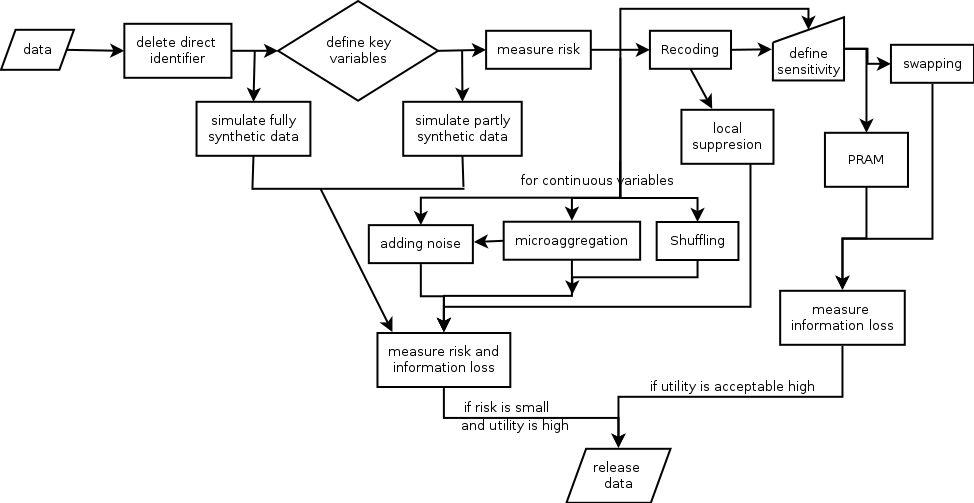 data
delete direct
identifier
define key
variables
measure risk
Recoding
define
sensitivity
swapping
simulate fully
synthetic data
simulate partly
synthetic data
local
suppresion
PRAM
for continuous variables
adding noise
microaggregation
Shuffling
measure
information loss
measure risk and
information loss
if utility is acceptable high
if risk is small
and utility is high
release
data